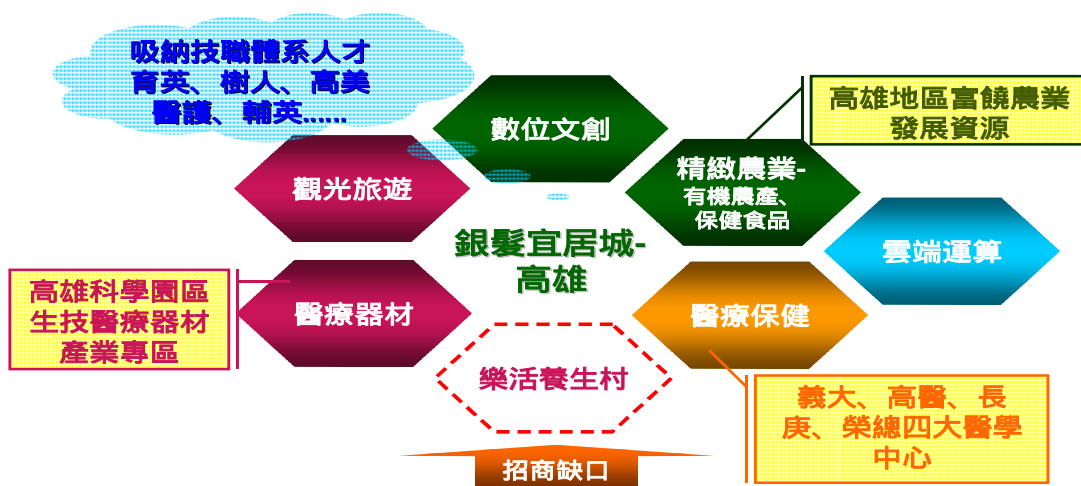 吸納技職體系人才
育英、樹人、高美
醫護、輔英……
數位文創
高雄地區富饒農業
發展資源
觀光旅遊
精緻農業-
有機農產、
保健食品
銀髮宜居城-
高雄
雲端運算
高雄科學園區
生技醫療器材
產業專區
醫療器材
醫療保健
樂活養生村
義大、高醫、長
庚、榮總四大醫學
中心
招商缺口